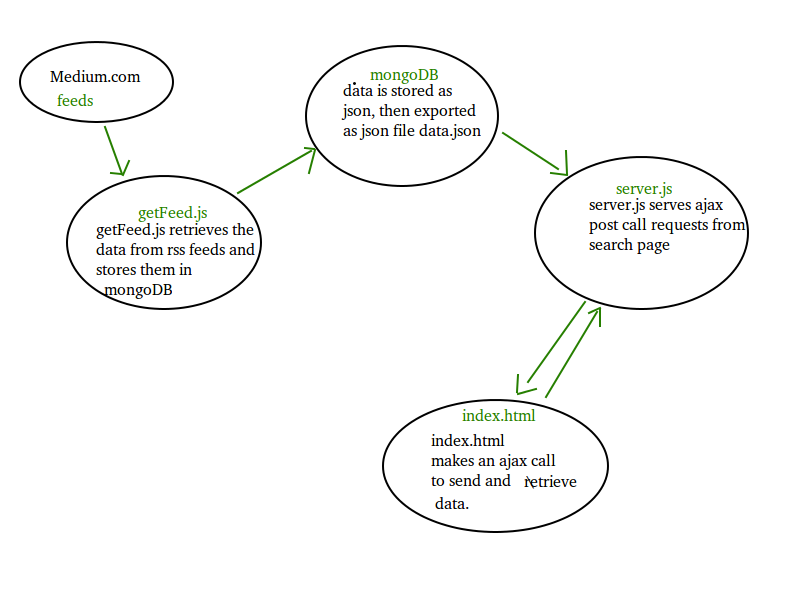 Medium.com
feeds
getFeed.js
getFeed.js retrieves the
data from rss feeds and
stores them in
mongoDB
mongoDB
data is stored as
json, then exported
as json file data.json
server.js
server.js serves ajax
post call requests from
search page
index.html
index.html
makes an ajax call
to send and retrieve
data.